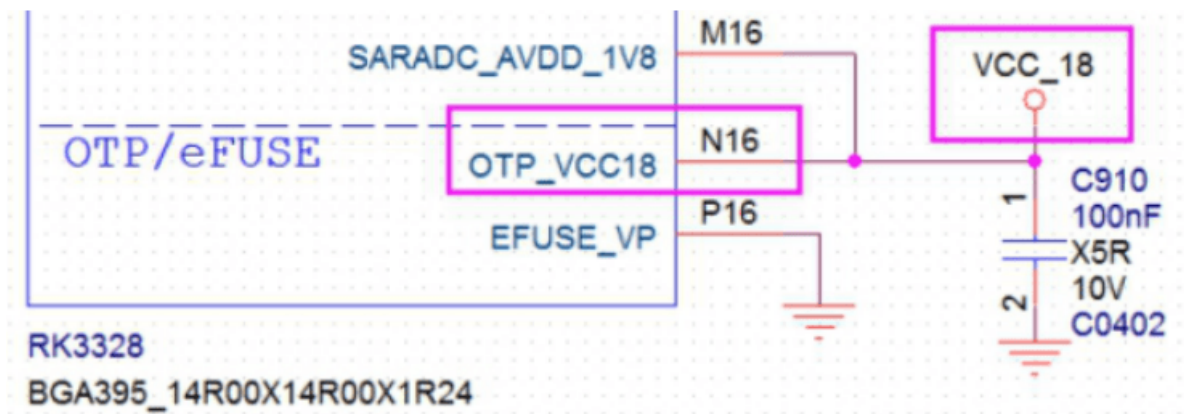 SARADC_AVDD_1V8
M16
VCC_18
OTP/eFUSE
OTP_VCC18
N16
EFUSE_VP
P16
1
2
C910
100nF
X5R
10V
C0402
RK3328
BGA395_14R00X14R00X1R24